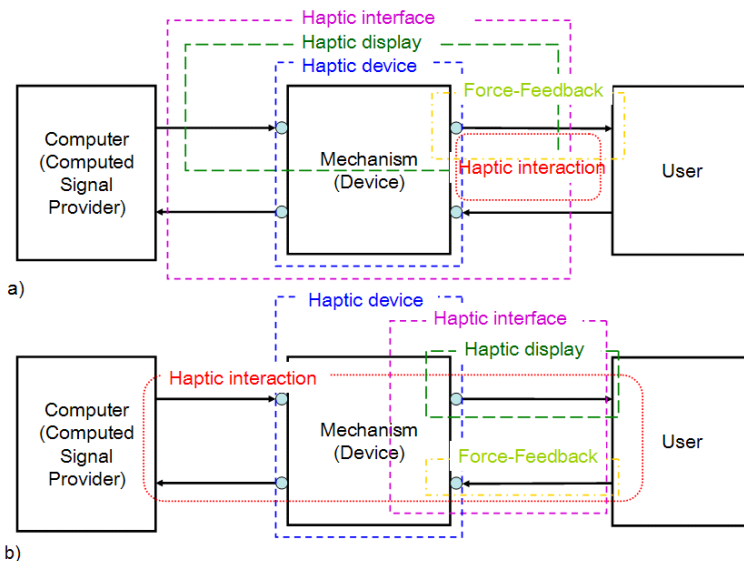 Haptic interface
Haptic display
Haptic device
Force-Feedback
Computer
(Computed
Signal
Provider)
Mechanism
(Device)
Haptic interaction
User
a)
Haptic device
Haptic interface
Haptic display
Haptic interaction
Computer
(Computed
Signal
Provider)
Mechanism
(Device)
User
Force-Feedback
b)